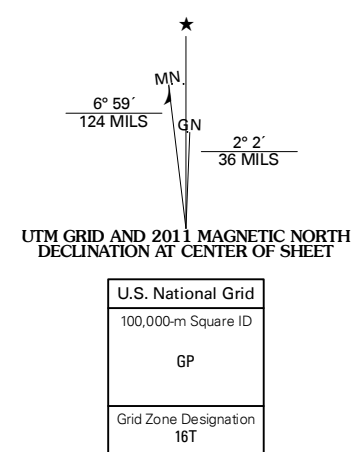 ★
MN.
6° 59´
124 MILS
GN
2° 2´
36 MILS
UTM GRID AND 2011 MAGNETIC NORTH
DECLINATION AT CENTER OF SHEET
U.S. National Grid
100,000-m Square ID
GP
Grid Zone Designation
16T